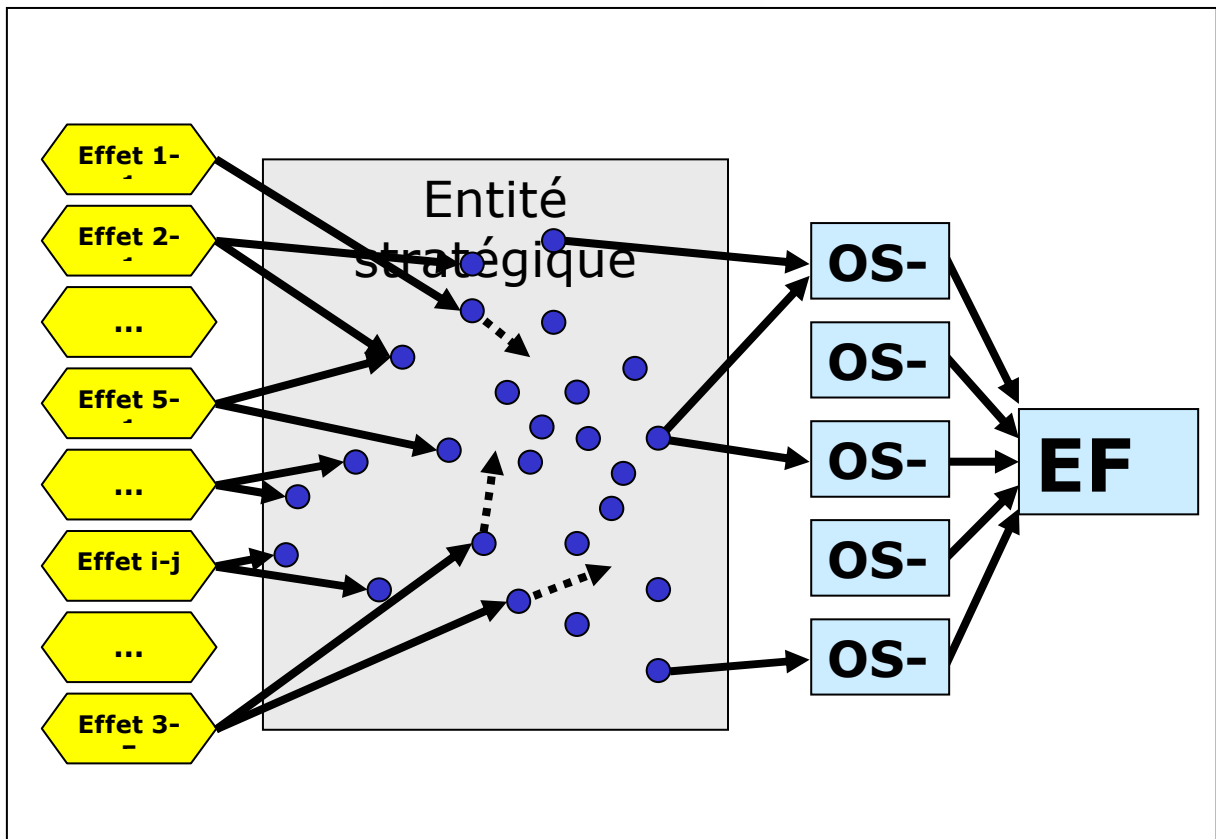 Effet 1-
Effet 2-
...
Effet 5-
...
Effet i-j
...
Effet 3-
Entité
stratégique
OS-
OS-
OS-
OS-
OS-
EF